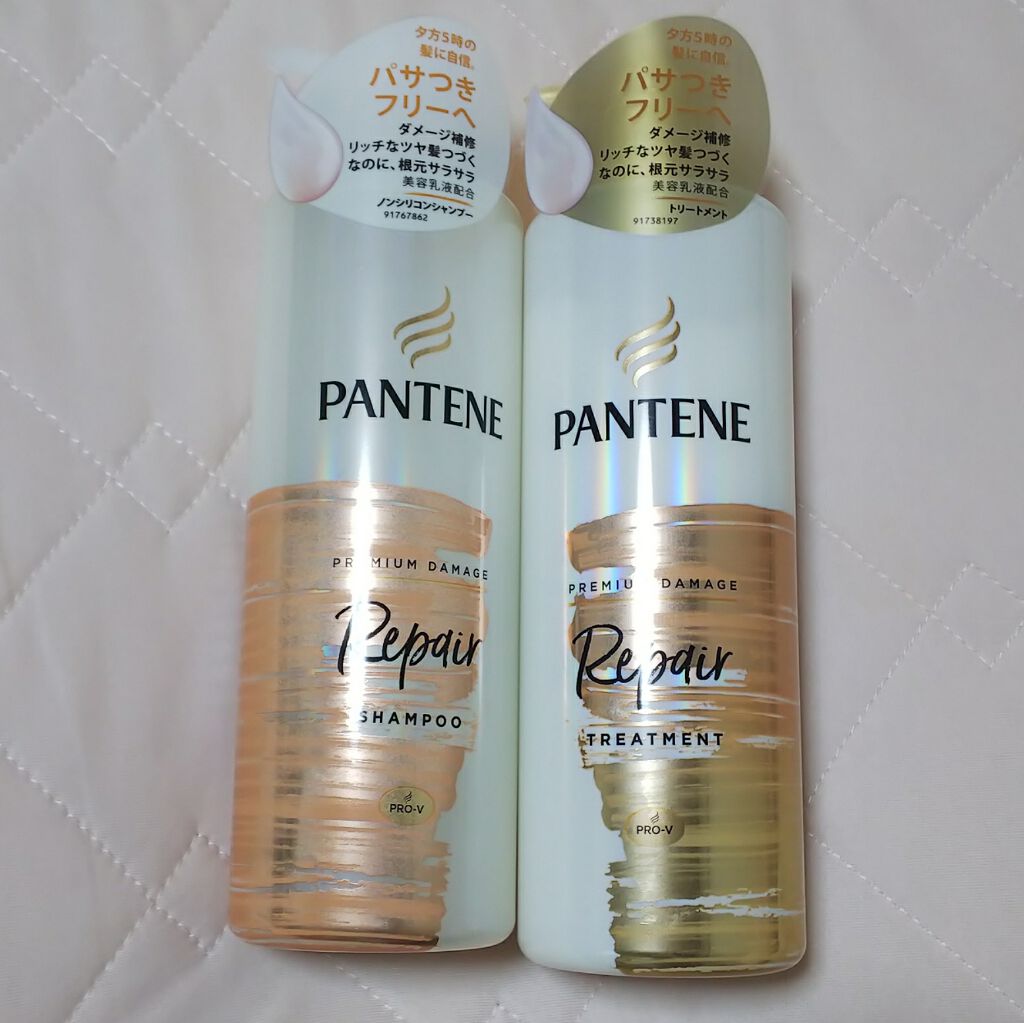 夕方5時の
髪に自信。
パサつき
フリーへ
ダメージ補修
リッチなツヤ髪つづく
なのに、根元サラサラ
美容乳液配合
ノンシリコンシャンプー
91767862
PANTENE
PREMIUM DAMAGE
Repair
SHAMPOO
PRO-V
夕方5時の
髪に自信。
パサつき
フリーへ
ダメージ補修
リッチなツヤ髪つづく
なのに、根元サラサラ
美容乳液配合
トリートメント
91738197
PANTENE
PREMIUM DAMAGE
Repair
TREATMENT
PRO-V